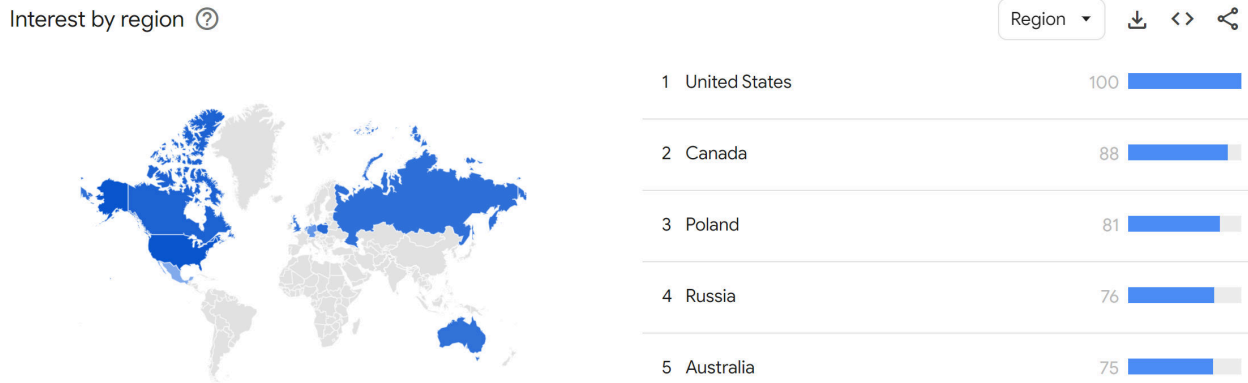 Interest by region
Region
1 United States 100
2 Canada 88
3 Poland 81
4 Russia 76
5 Australia 75